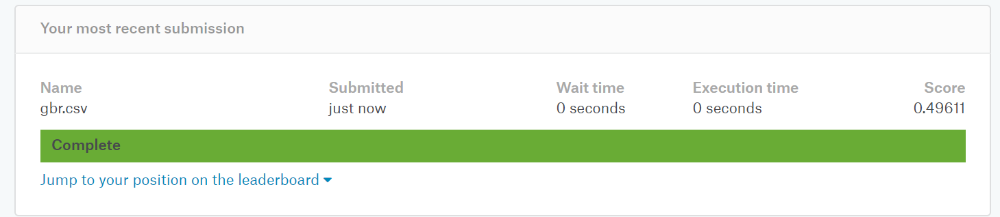 Your most recent submission
Name Submitted Wait time Execution time Score
gbr.csv just now 0 seconds 0 seconds 0.49611
Complete
Jump to your position on the leaderboard